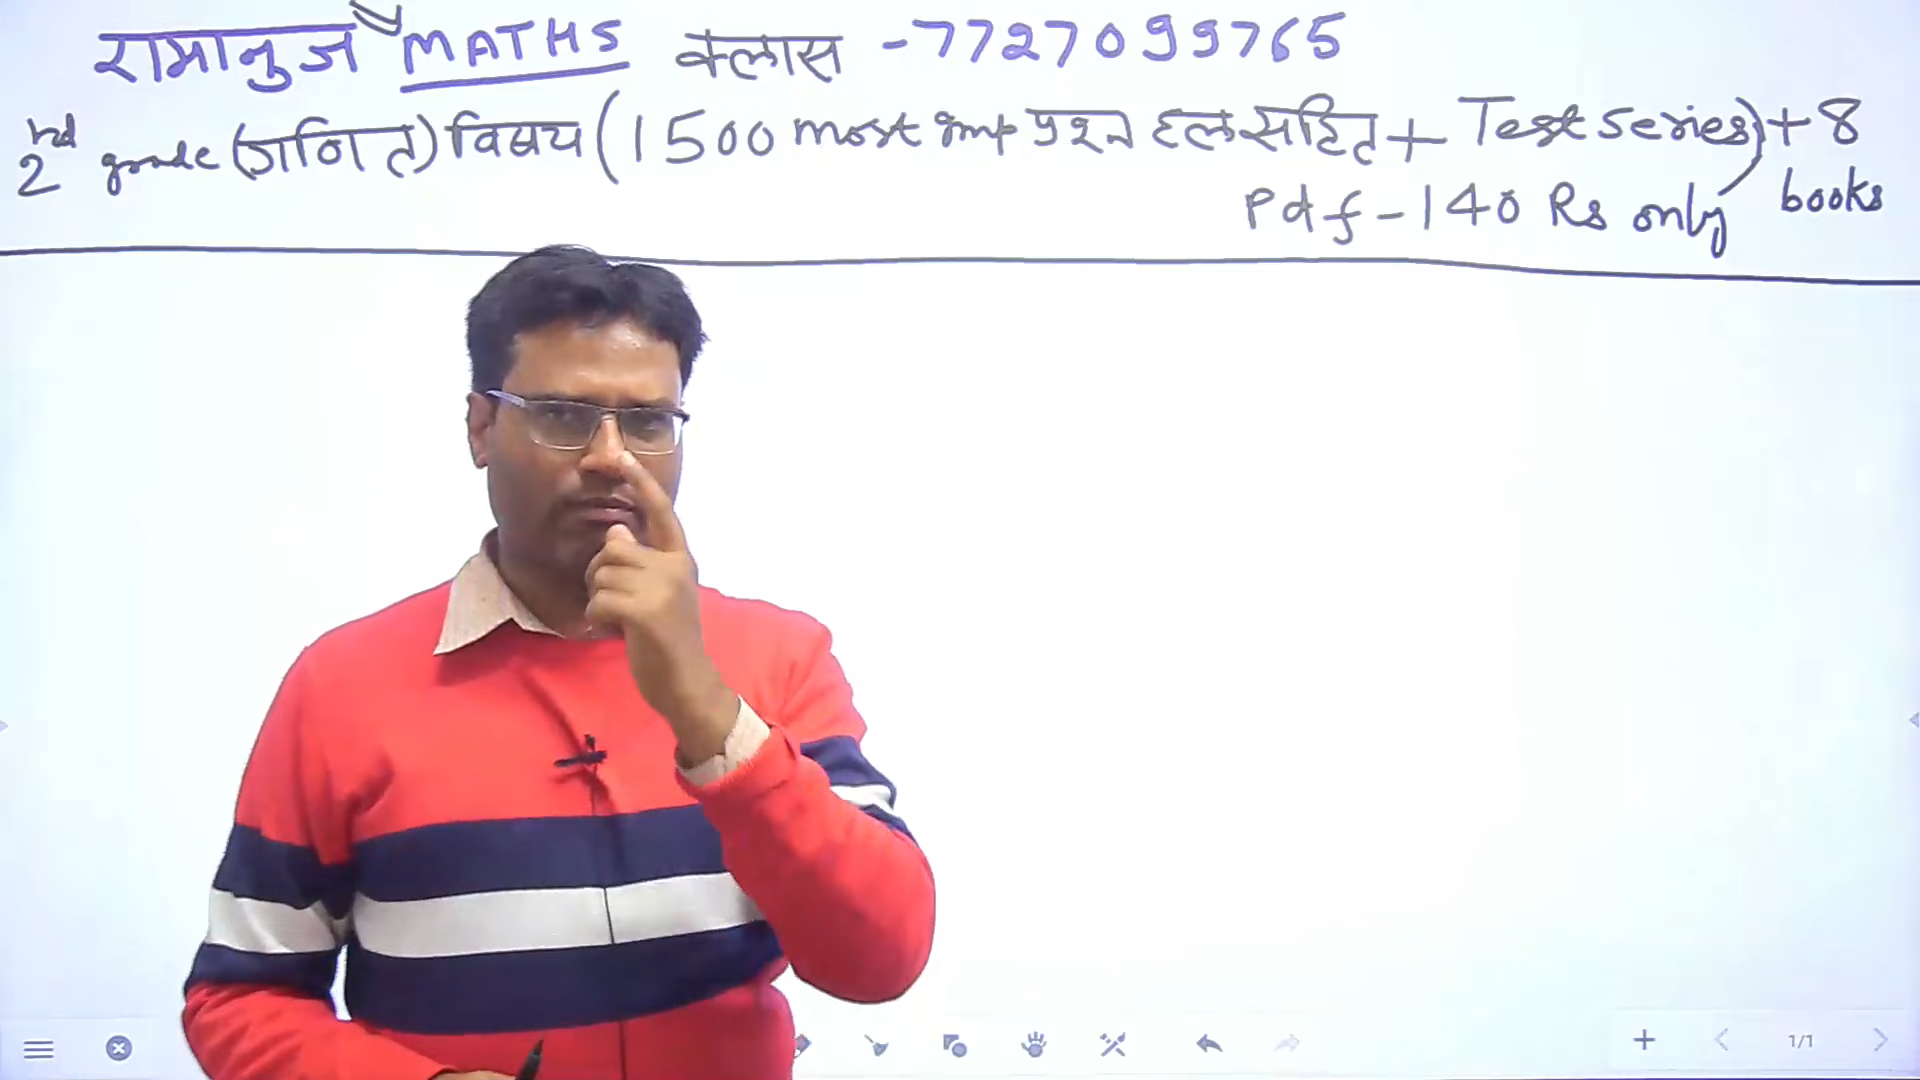 रामानुज MATHS क्लास - 7727099765
2nd grade (गणित) विषय (1500 most Imp प्रश्न हल सहित + Test series) + 8 books
Pdf - 140 Rs only
1/1